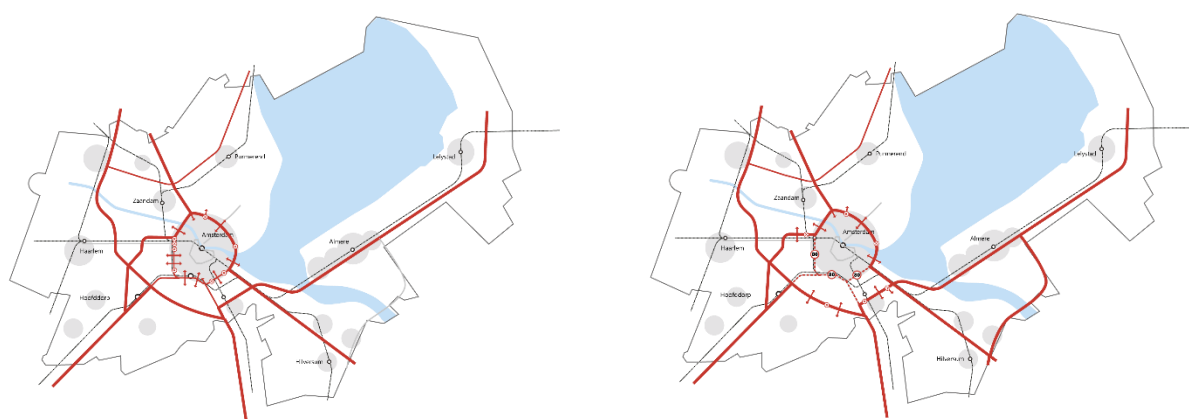 Purmerend
Lelystad
Zaandam
Amsterdam
Haarlem
Almere
Hoofddorp
Hilversum
Purmerend
Lelystad
Zaandam
Amsterdam
Haarlem
Almere
Hoofddorp
Hilversum